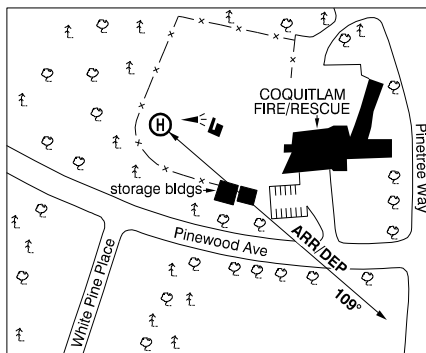 COQUITLAM
FIRE/RESCUE
H
storage bldgs
Pinetree Way
Pinewood Ave
ARR/DEP
109°
White Pine Place